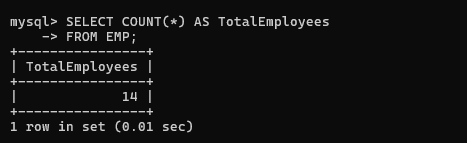 mysql> SELECT COUNT(*) AS TotalEmployees
    -> FROM EMP;
+----------------+
| TotalEmployees |
+----------------+
|             14 |
+----------------+
1 row in set (0.01 sec)